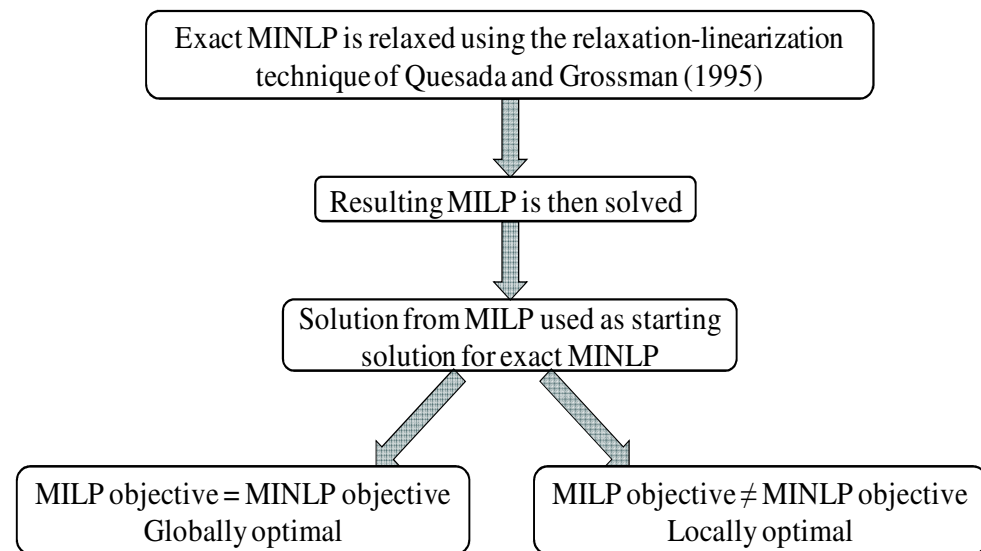 Exact MINLP is relaxed using the relaxation-linearization
technique of Quesada and Grossman (1995)
Resulting MILP is then solved
Solution from MILP used as starting
solution for exact MINLP
MILP objective = MINLP objective
Globally optimal
MILP objective ≠ MINLP objective
Locally optimal